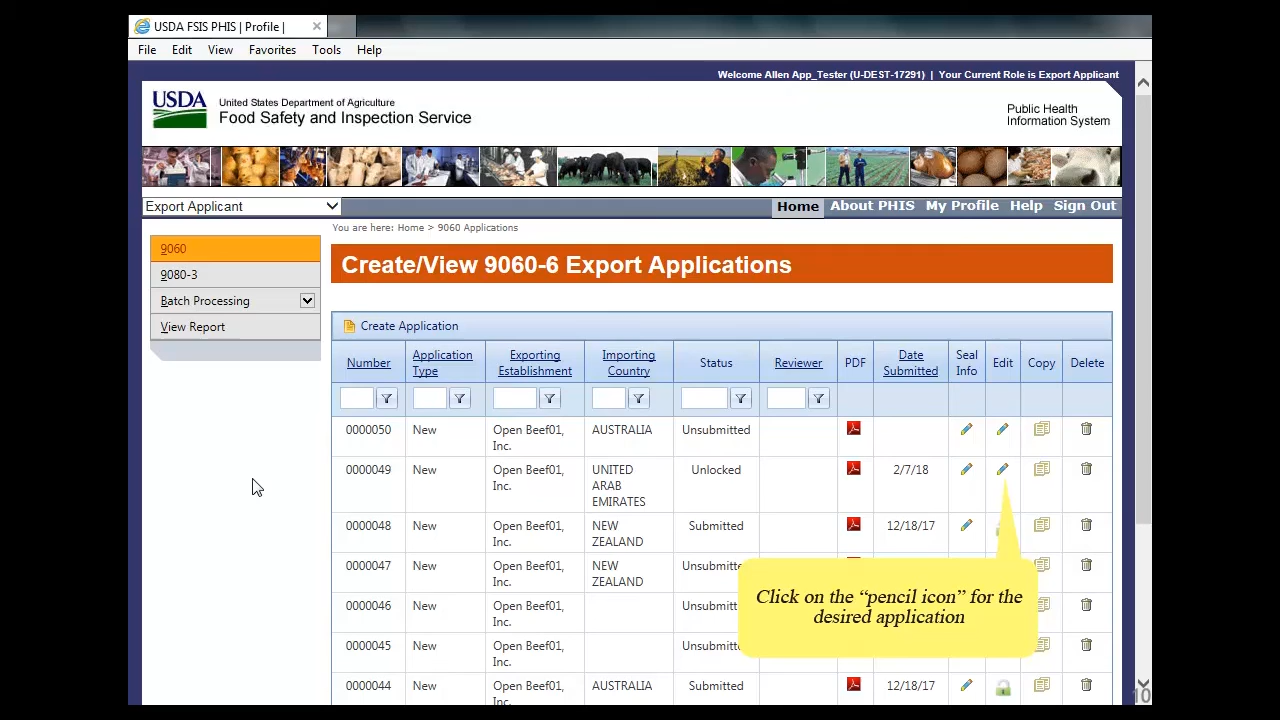 USDA FSIS PHIS | Profile |
File Edit View Favorites Tools Help
Welcome Allen App_Tester (U-DEST-17291) | Your Current Role is Export Applicant
USDA
United States Department of Agriculture
Food Safety and Inspection Service
Public Health
Information System
Export Applicant
Home About PHIS My Profile Help Sign Out
You are here: Home > 9060 Applications
9060
9080-3
Batch Processing
View Report
Create/View 9060-6 Export Applications
Create Application
Number Application Type Exporting Establishment Importing Country Status Reviewer PDF Date Submitted Seal Info Edit Copy Delete
0000050 New Open Beef01, Inc. AUSTRALIA Unsubmitted
0000049 New Open Beef01, Inc. UNITED ARAB EMIRATES Unlocked 2/7/18
0000048 New Open Beef01, Inc. NEW ZEALAND Submitted 12/18/17
0000047 New Open Beef01, Inc. NEW ZEALAND Unsubmitte
0000046 New Open Beef01, Inc. Unsubmitt
0000045 New Open Beef01, Inc. Unsubmitt
0000044 New Open Beef01, Inc. AUSTRALIA Submitted 12/18/17
Click on the “pencil icon” for the
desired application
10